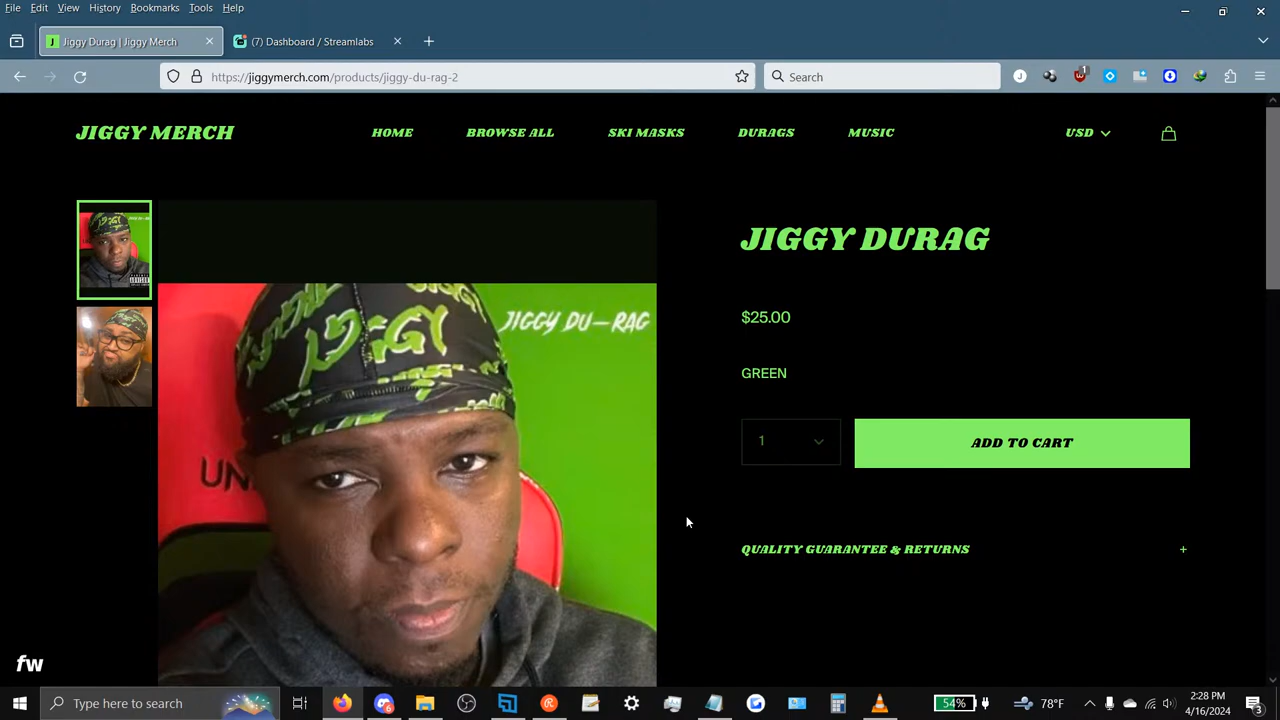 File Edit View History Bookmarks Tools Help
Jiggy Durag | Jiggy Merch
(7) Dashboard / Streamlabs
https://jiggymerch.com/products/jiggy-du-rag-2
Search
JIGGY MERCH
HOME
BROWSE ALL
SKI MASKS
DURAGS
MUSIC
USD
JIGGY DU-RAG
JIGGY
UN
JIGGY DURAG
$25.00
GREEN
1
ADD TO CART
QUALITY GUARANTEE & RETURNS
+
fw
Type here to search
54%
78°F
2:28 PM
4/16/2024
3